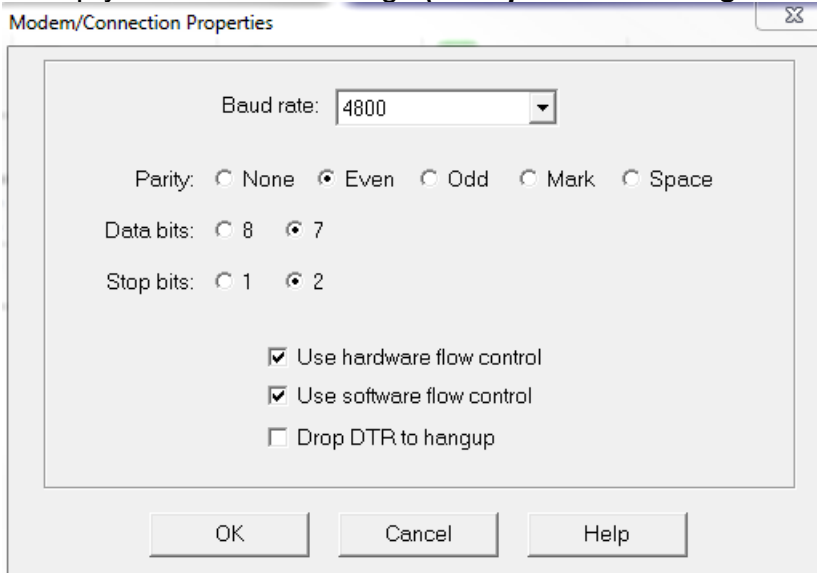 Modem/Connection Properties
Baud rate: 4800
Parity: None Even Odd Mark Space
Data bits: 8 7
Stop bits: 1 2
Use hardware flow control
Use software flow control
Drop DTR to hangup
OK Cancel Help